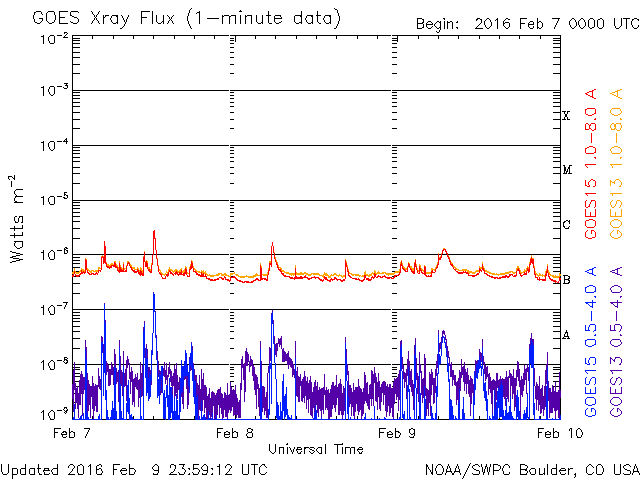 GOES Xray Flux (1-minute data)
Begin: 2016 Feb 7 0000 UTC
10⁻²
10⁻³
10⁻⁴
10⁻⁵
10⁻⁶
10⁻⁷
10⁻⁸
10⁻⁹
Watts m⁻²
X
M
C
B
A
GOES15 1.0-8.0 A
GOES13 1.0-8.0 A
GOES15 0.5-4.0 A
GOES13 0.5-4.0 A
Feb 7
Feb 8
Feb 9
Feb 10
Universal Time
Updated 2016 Feb 9 23:59:12 UTC
NOAA/SWPC Boulder, CO USA